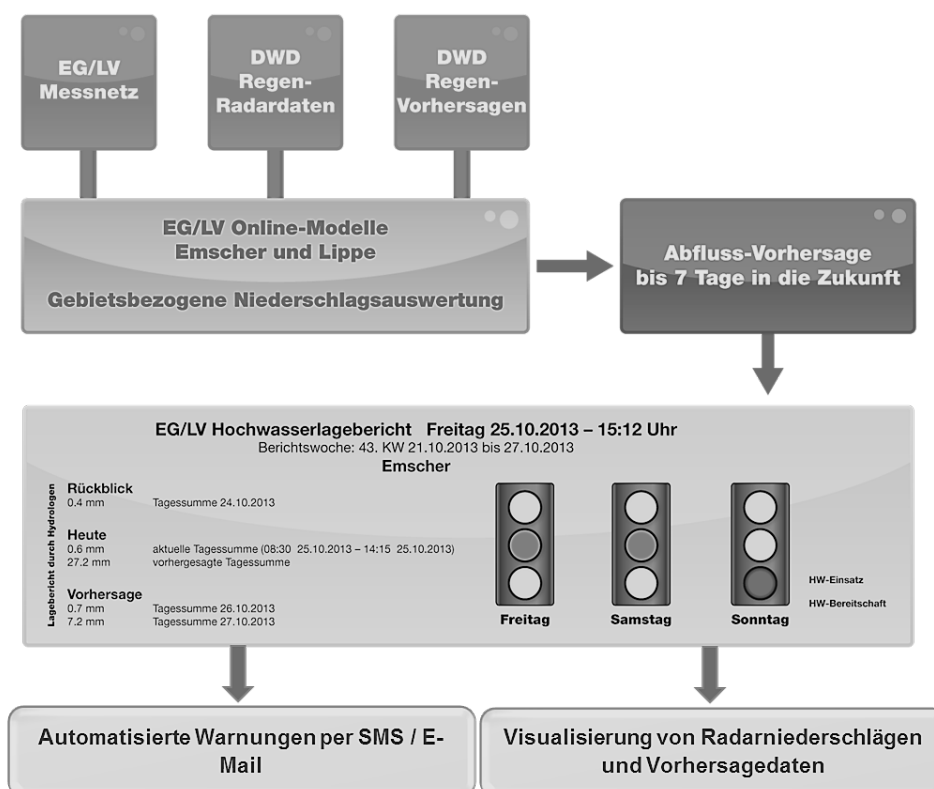 EG/LV
Messnetz
DWD
Regen-
Radardaten
DWD
Regen-
Vorhersagen
EG/LV Online-Modelle
Emscher und Lippe
Gebietsbezogene Niederschlagsauswertung
Abfluss-Vorhersage
bis 7 Tage in die Zukunft
EG/LV Hochwasserlagebericht Freitag 25.10.2013 – 15:12 Uhr
Berichtswoche: 43. KW 21.10.2013 bis 27.10.2013
Emscher
Lagebericht durch Hydrologen
Rückblick
0.4 mm Tagessumme 24.10.2013
Heute
0.6 mm aktuelle Tagessumme (08:30 25.10.2013 – 14:15 25.10.2013)
27.2 mm vorhergesagte Tagessumme
Vorhersage
0.7 mm Tagessumme 26.10.2013
7.2 mm Tagessumme 27.10.2013
Freitag
Samstag
Sonntag
HW-Einsatz
HW-Bereitschaft
Automatisierte Warnungen per SMS / E-
Mail
Visualisierung von Radarniederschlägen
und Vorhersagedaten